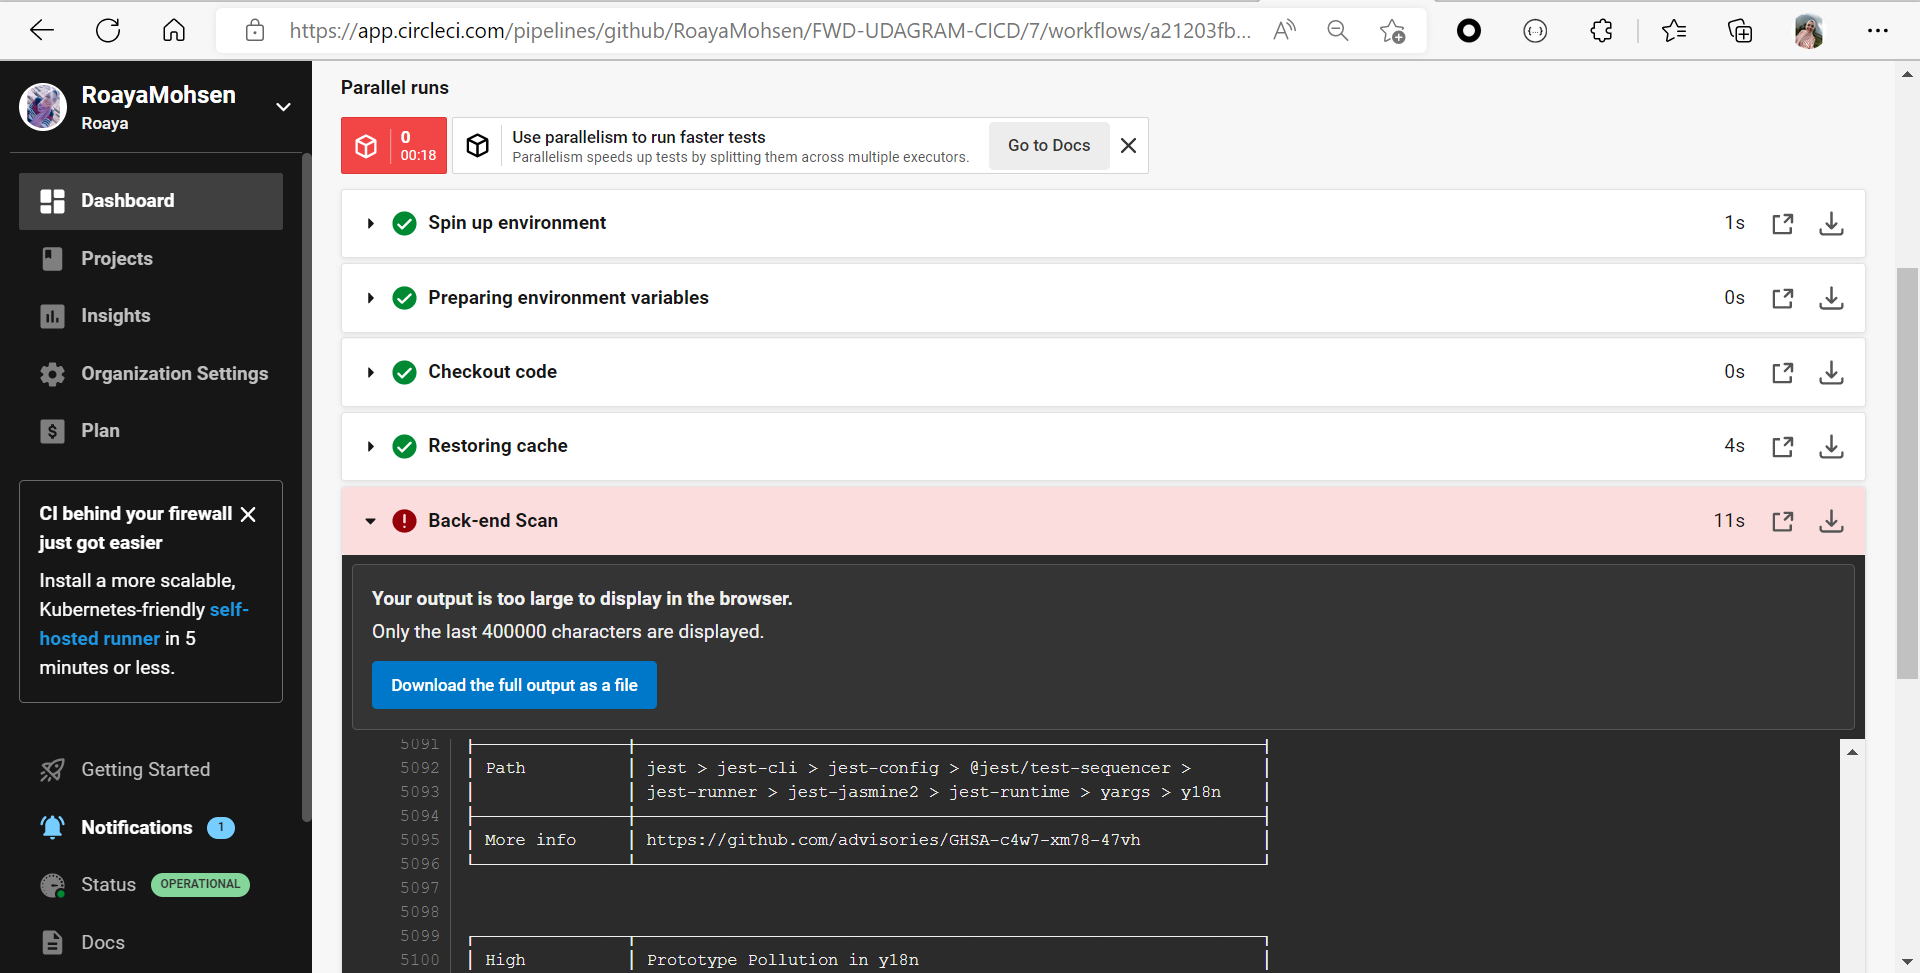 https://app.circleci.com/pipelines/github/RoayaMohsen/FWD-UDAGRAM-CICD/7/workflows/a21203fb...
RoayaMohsen
Roaya
Dashboard
Projects
Insights
Organization Settings
Plan
CI behind your firewall
just got easier
Install a more scalable,
Kubernetes-friendly self-
hosted runner in 5
minutes or less.
Getting Started
Notifications 1
Status OPERATIONAL
Docs
Parallel runs
0
00:18
Use parallelism to run faster tests
Parallelism speeds up tests by splitting them across multiple executors.
Go to Docs
Spin up environment 1s
Preparing environment variables 0s
Checkout code 0s
Restoring cache 4s
Back-end Scan 11s
Your output is too large to display in the browser.
Only the last 400000 characters are displayed.
Download the full output as a file
5091
5092 Path jest > jest-cli > jest-config > @jest/test-sequencer >
5093 jest-runner > jest-jasmine2 > jest-runtime > yargs > y18n
5094
5095 More info https://github.com/advisories/GHSA-c4w7-xm78-47vh
5096
5097
5098
5099
5100 High Prototype Pollution in y18n